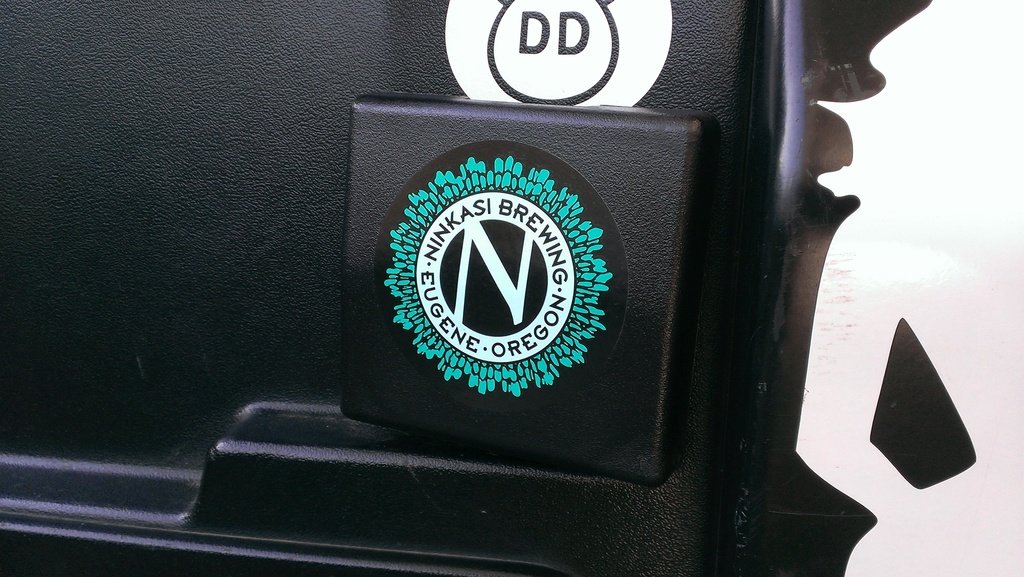 DD
NINKASI BREWING
N
· EUGENE · OREGON ·